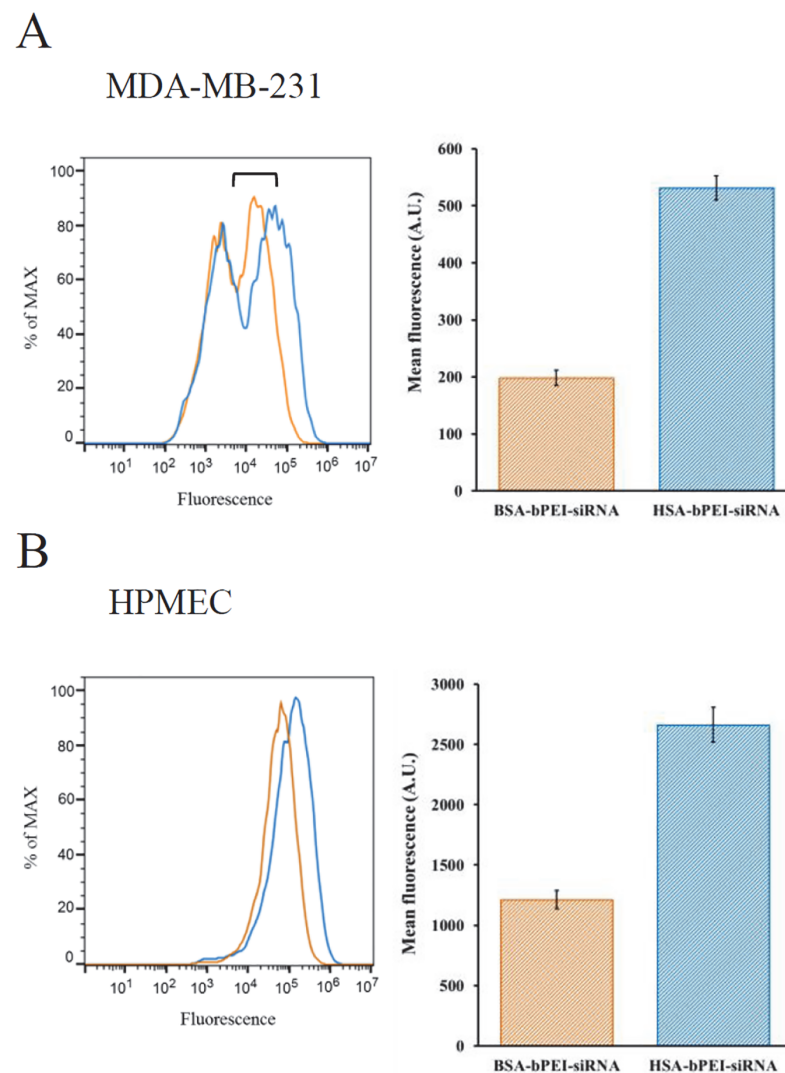 A
MDA-MB-231
% of MAX
100
80
60
40
20
0
10¹ 10² 10³ 10⁴ 10⁵ 10⁶ 10⁷
Fluorescence
Mean fluorescence (A.U.)
600
500
400
300
200
100
0
BSA-bPEI-siRNA HSA-bPEI-siRNA
B
HPMEC
% of MAX
100
80
60
40
20
0
10¹ 10² 10³ 10⁴ 10⁵ 10⁶ 10⁷
Fluorescence
Mean fluorescence (A.U.)
3000
2500
2000
1500
1000
500
0
BSA-bPEI-siRNA HSA-bPEI-siRNA